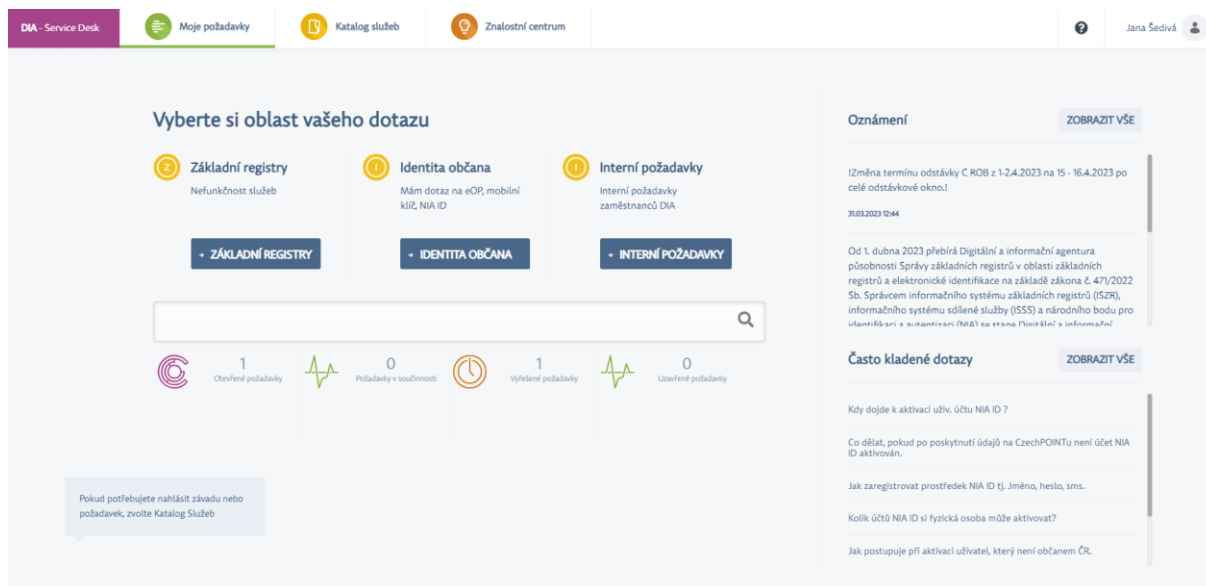 DIA - Service Desk
Moje požadavky
Katalog služeb
Znalostní centrum
Jana Šedivá
Vyberte si oblast vašeho dotazu
Základní registry
Nefunkčnost služeb
ZÁKLADNÍ REGISTRY
Identita občana
Mám dotaz na eOP, mobilní
klíč, NIA ID
IDENTITA OBČANA
Interní požadavky
Interní požadavky
zaměstnanců DIA
INTERNÍ POŽADAVKY
1
Otevřené požadavky
0
Požadavky v součinnosti
1
Vyřešené požadavky
0
Uzavřené požadavky
Pokud potřebujete nahlásit závadu nebo
požadavek, zvolte Katalog Služeb
Oznámení
ZOBRAZIT VŠE
!Změna termínu odstávky C ROB z 1-2.4.2023 na 15 - 16.4.2023 po
celé odstávkové okno.!
31.03.2023 12:44
Od 1. dubna 2023 přebírá Digitální a informační agentura
působnosti Správy základních registrů v oblasti základních
registrů a elektronické identifikace na základě zákona č. 471/2022
Sb. Správcem informačního systému základních registrů (ISZR),
informačního systému sdílené služby (ISSS) a národního bodu pro
identifikaci a autentizaci (NIA) se stane Digitální a informační
Často kladené dotazy
ZOBRAZIT VŠE
Kdy dojde k aktivaci uživ. účtu NIA ID ?
Co dělat, pokud po poskytnutí údajů na CzechPOINTu není účet NIA
ID aktivován.
Jak zaregistrovat prostředek NIA ID tj. Jméno, heslo, sms.
Kolik účtů NIA ID si fyzická osoba může aktivovat?
Jak postupuje při aktivaci uživatel, který není občanem ČR.